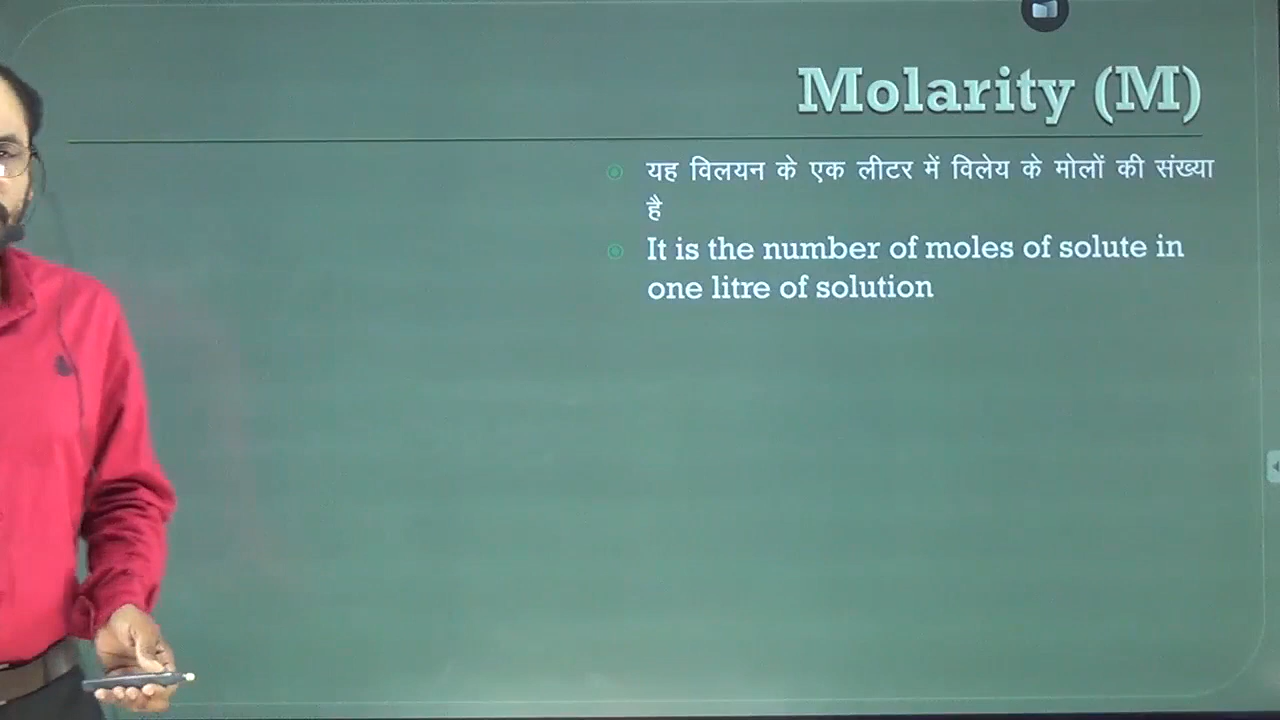 Molarity (M)
यह विलयन के एक लीटर में विलेय के मोलों की संख्या
है
It is the number of moles of solute in
one litre of solution